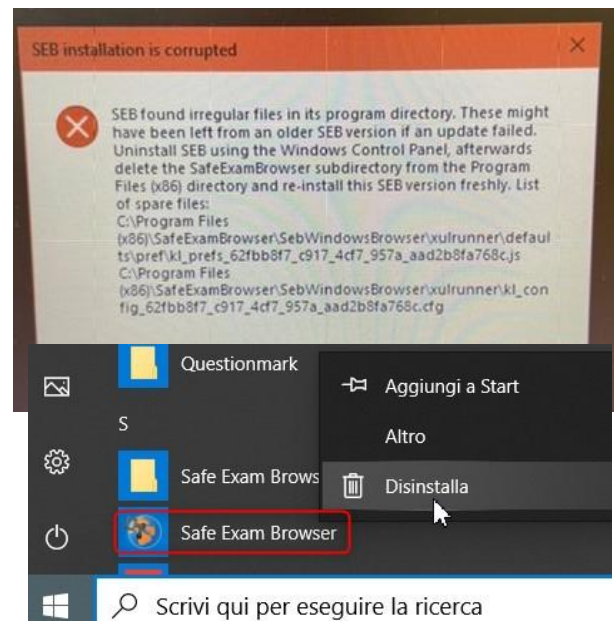 SEB installation is corrupted
SEB found irregular files in its program directory. These might
have been left from an older SEB version if an update failed.
Uninstall SEB using the Windows Control Panel, afterwards
delete the SafeExamBrowser subdirectory from the Program
Files (x86) directory and re-install this SEB version freshly. List
of spare files:
C:\Program Files
(x86)\SafeExamBrowser\SebWindowsBrowser\xulrunner\defaul
ts\pref\kl_prefs_62fbb8f7_c917_4cf7_957a_aad2b8fa768c.js
C:\Program Files
(x86)\SafeExamBrowser\SebWindowsBrowser\xulrunner\kl_con
fig_62fbb8f7_c917_4cf7_957a_aad2b8fa768c.cfg
Questionmark
Aggiungi a Start
S
Altro
Safe Exam Brows
Disinstalla
Safe Exam Browser
Scrivi qui per eseguire la ricerca